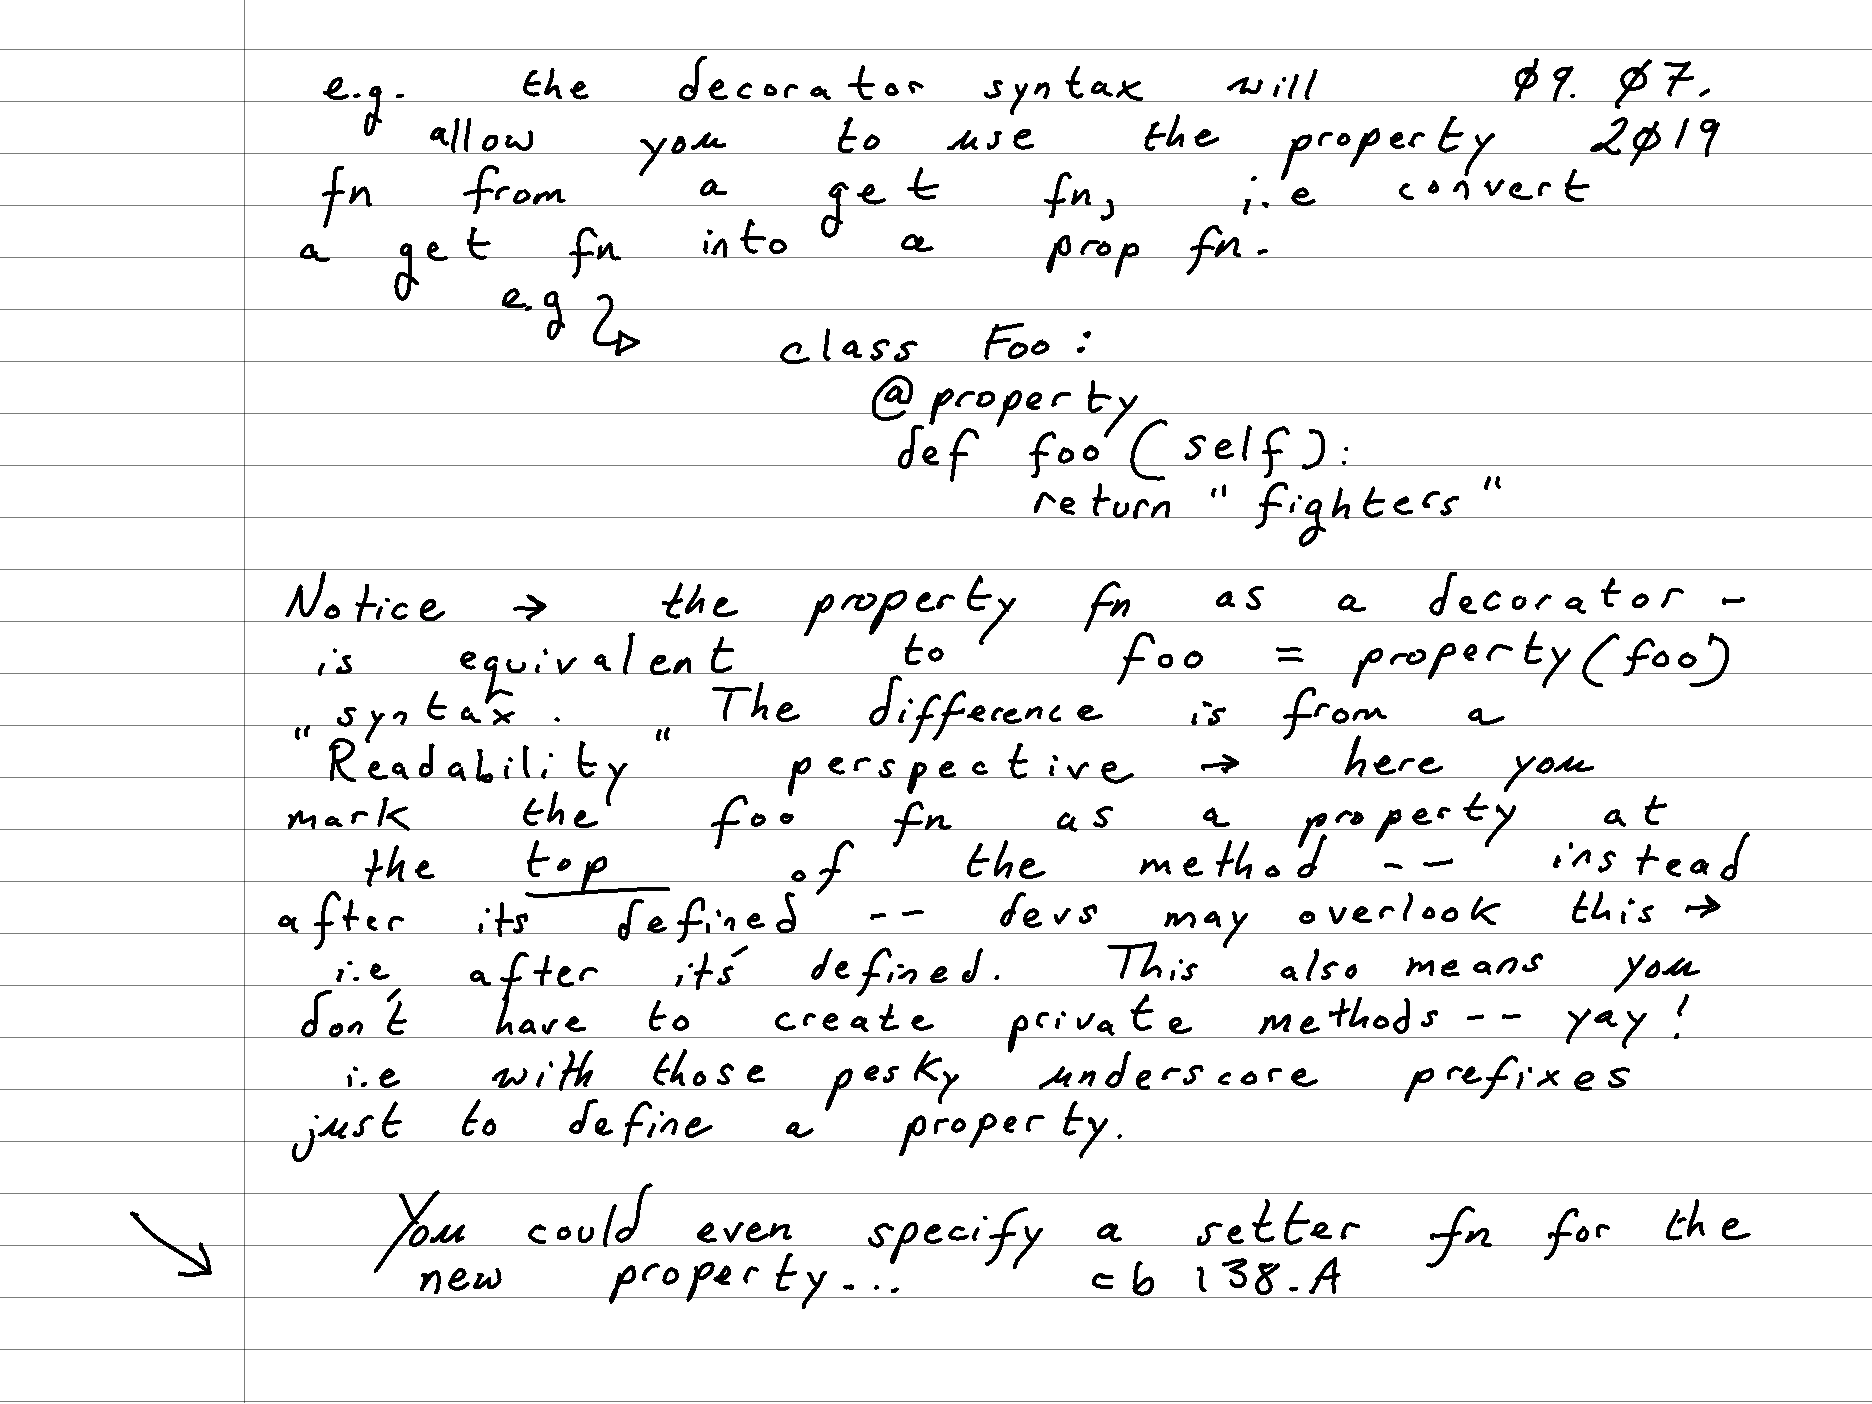 e.g. the decorator syntax will 09. 07.
allow you to use the property 2019
fn from a get fn, i.e convert
a get fn into a prop fn.
e.g ↳
class Foo:
@property
def foo(self):
return "fighters"
Notice → the property fn as a decorator -
is equivalent to foo = property(foo)
syntax. The difference is from a
"Readability" perspective → here you
mark the foo fn as a property at
the top of the method -- instead
after its defined -- devs may overlook this →
i.e after it's defined. This also means you
don't have to create private methods -- yay!
i.e with those pesky underscore prefixes
just to define a property.
You could even specify a setter fn for the
new property... cb 138.A